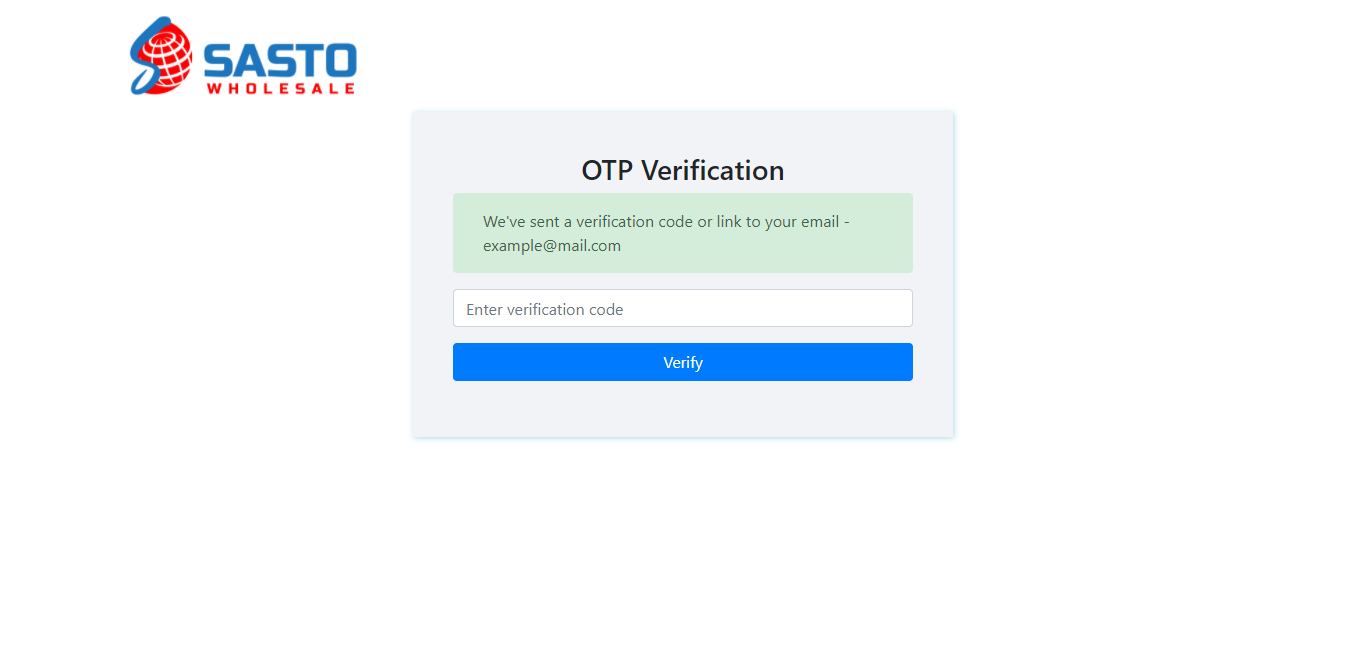 SASTO
WHOLESALE
OTP Verification
We've sent a verification code or link to your email -
example@mail.com
Enter verification code
Verify